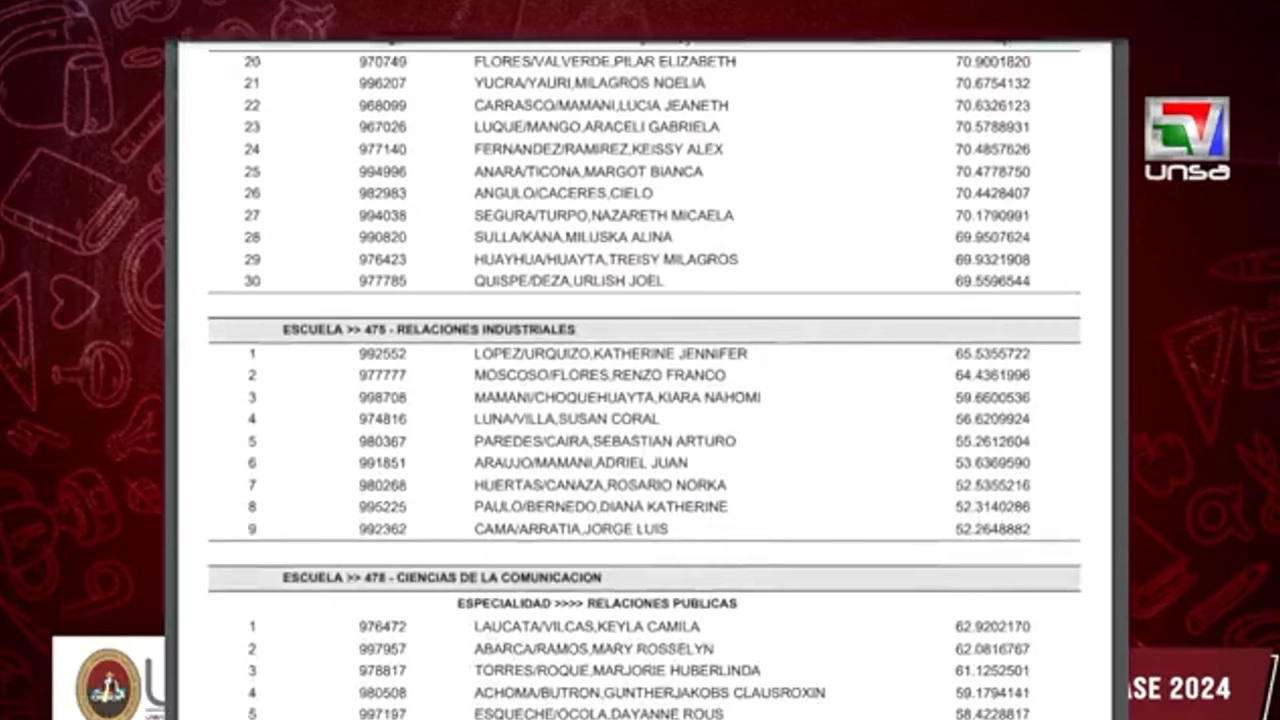 20 970749 FLORES/VALVERDE,PILAR ELIZABETH 70.9001820
21 996207 YUCRA/YAURI,MILAGROS NOELIA 70.6754132
22 968099 CARRASCO/MAMANI,LUCIA JEANETH 70.6326123
23 967026 LUQUE/MANGO,ARACELI GABRIELA 70.5788931
24 977140 FERNANDEZ/RAMIREZ,KEISSY ALEX 70.4857626
25 994996 ANARA/TICONA,MARGOT BIANCA 70.4778750
26 982983 ANGULO/CACERES,CIELO 70.4428407
27 994038 SEGURA/TURPO,NAZARETH MICAELA 70.1790991
28 990820 SULLA/KANA,MILUSKA ALINA 69.9507624
29 976423 HUAYHUA/HUAYTA,TREISY MILAGROS 69.9321908
30 977785 QUISPE/DEZA,URLISH JOEL 69.5596544
ESCUELA >> 475 - RELACIONES INDUSTRIALES
1 992552 LOPEZ/URQUIZO,KATHERINE JENNIFER 65.5355722
2 977777 MOSCOSO/FLORES,RENZO FRANCO 64.4361996
3 998708 MAMANI/CHOQUEHUAYTA,KIARA NAHOMI 59.6600536
4 974816 LUNA/VILLA,SUSAN CORAL 56.6209924
5 980367 PAREDES/CAIRA,SEBASTIAN ARTURO 55.2612604
6 991851 ARAUJO/MAMANI,ADRIEL JUAN 53.6369590
7 980268 HUERTAS/CANAZA,ROSARIO NORKA 52.5355216
8 995225 PAULO/BERNEDO,DIANA KATHERINE 52.3140286
9 992362 CAMA/ARRATIA,JORGE LUIS 52.2648882
ESCUELA >> 478 - CIENCIAS DE LA COMUNICACION
ESPECIALIDAD >>>> RELACIONES PUBLICAS
1 976472 LAUCATA/VILCAS,KEYLA CAMILA 62.9202170
2 997957 ABARCA/RAMOS,MARY ROSSELYN 62.0816767
3 978817 TORRES/ROQUE,MARJORIE HUBERLINDA 61.1252501
4 980508 ACHOMA/BUTRON,GUNTHERJAKOBS CLAUSROXIN 59.1794141
5 997197 ESQUECHE/OCOLA,DAYANNE ROUS 58.4228817
TV
unsa
ASE 2024